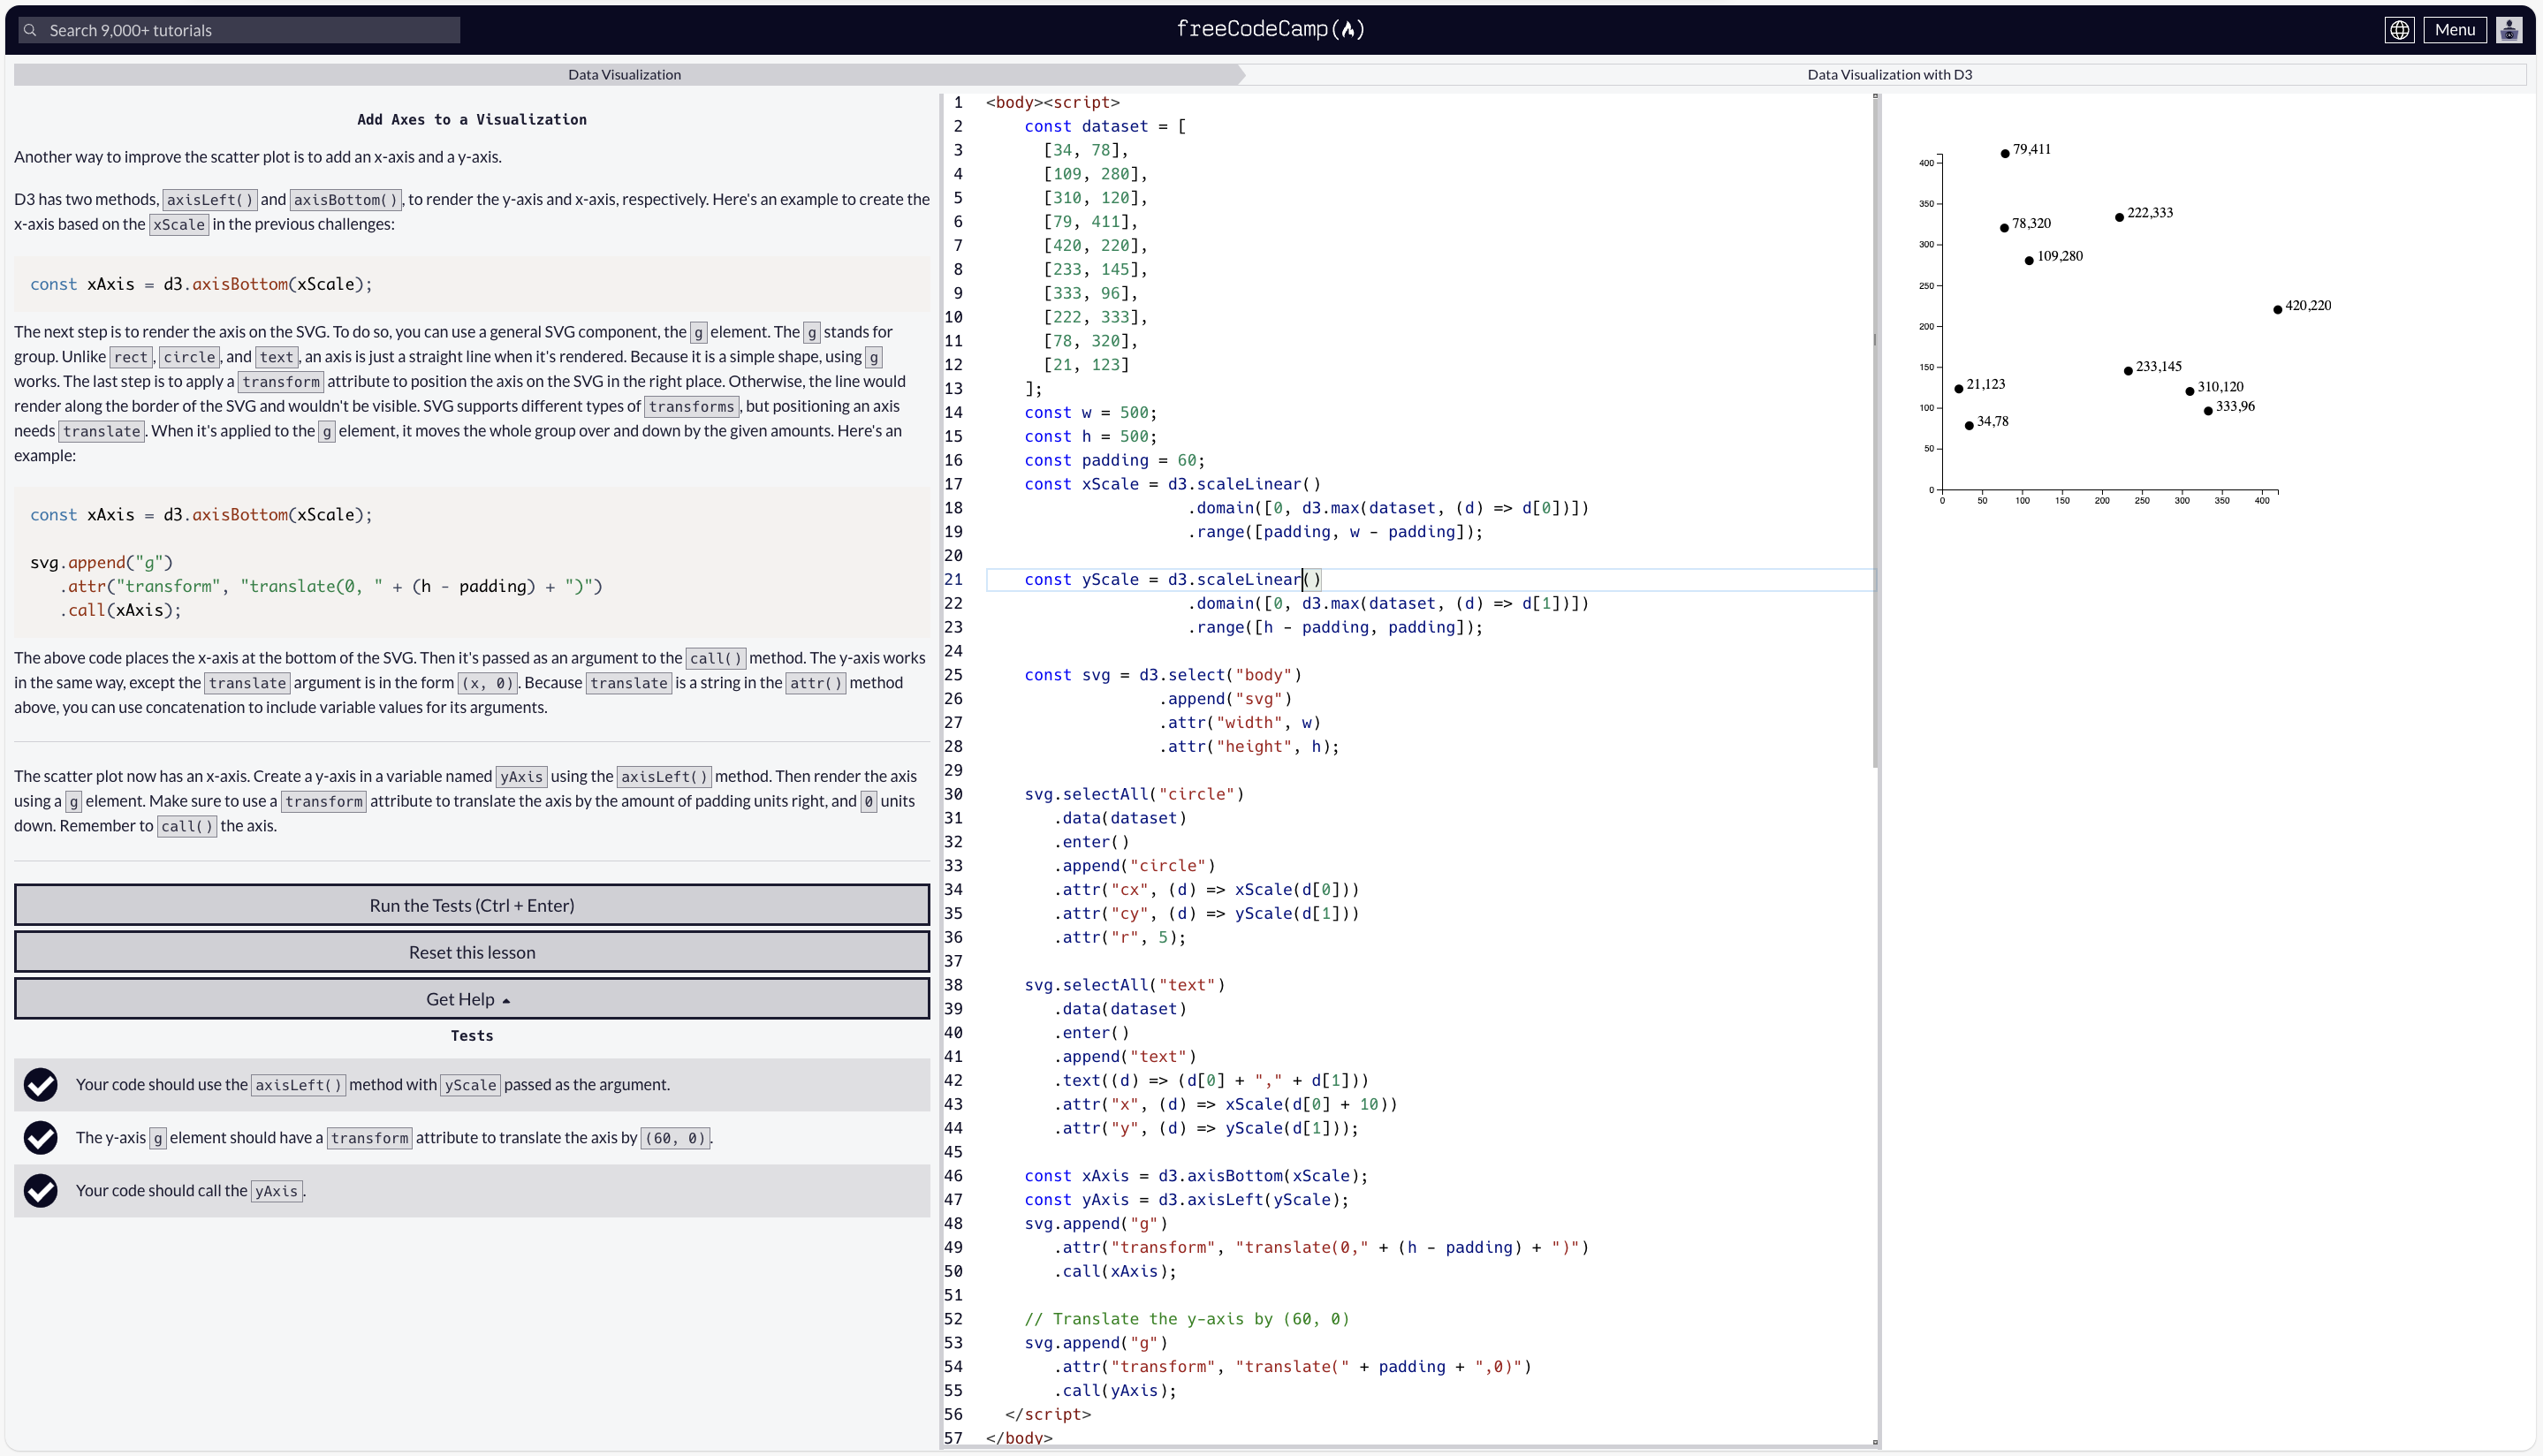 Search 9,000+ tutorials
freeCodeCamp
Menu
Data Visualization
Data Visualization with D3
Add Axes to a Visualization
Another way to improve the scatter plot is to add an x-axis and a y-axis.
D3 has two methods, axisLeft() and axisBottom(), to render the y-axis and x-axis, respectively. Here's an example to create the
x-axis based on the xScale in the previous challenges:
const xAxis = d3.axisBottom(xScale);
The next step is to render the axis on the SVG. To do so, you can use a general SVG component, the g element. The g stands for
group. Unlike rect, circle, and text, an axis is just a straight line when it's rendered. Because it is a simple shape, using g
works. The last step is to apply a transform attribute to position the axis on the SVG in the right place. Otherwise, the line would
render along the border of the SVG and wouldn't be visible. SVG supports different types of transforms, but positioning an axis
needs translate. When it's applied to the g element, it moves the whole group over and down by the given amounts. Here's an
example:
const xAxis = d3.axisBottom(xScale);
svg.append("g")
.attr("transform", "translate(0, " + (h - padding) + ")")
.call(xAxis);
The above code places the x-axis at the bottom of the SVG. Then it's passed as an argument to the call() method. The y-axis works
in the same way, except the translate argument is in the form (x, 0). Because translate is a string in the attr() method
above, you can use concatenation to include variable values for its arguments.
The scatter plot now has an x-axis. Create a y-axis in a variable named yAxis using the axisLeft() method. Then render the axis
using a g element. Make sure to use a transform attribute to translate the axis by the amount of padding units right, and 0 units
down. Remember to call() the axis.
Run the Tests (Ctrl + Enter)
Reset this lesson
Get Help
Tests
Your code should use the axisLeft() method with yScale passed as the argument.
The y-axis g element should have a transform attribute to translate the axis by (60, 0).
Your code should call the yAxis.
1 <body><script>
2 const dataset = [
3 [34, 78],
4 [109, 280],
5 [310, 120],
6 [79, 411],
7 [420, 220],
8 [233, 145],
9 [333, 96],
10 [222, 333],
11 [78, 320],
12 [21, 123]
13 ];
14 const w = 500;
15 const h = 500;
16 const padding = 60;
17 const xScale = d3.scaleLinear()
18 .domain([0, d3.max(dataset, (d) => d[0])])
19 .range([padding, w - padding]);
20
21 const yScale = d3.scaleLinear()
22 .domain([0, d3.max(dataset, (d) => d[1])])
23 .range([h - padding, padding]);
24
25 const svg = d3.select("body")
26 .append("svg")
27 .attr("width", w)
28 .attr("height", h);
29
30 svg.selectAll("circle")
31 .data(dataset)
32 .enter()
33 .append("circle")
34 .attr("cx", (d) => xScale(d[0]))
35 .attr("cy", (d) => yScale(d[1]))
36 .attr("r", 5);
37
38 svg.selectAll("text")
39 .data(dataset)
40 .enter()
41 .append("text")
42 .text((d) => (d[0] + "," + d[1]))
43 .attr("x", (d) => xScale(d[0] + 10))
44 .attr("y", (d) => yScale(d[1]));
45
46 const xAxis = d3.axisBottom(xScale);
47 const yAxis = d3.axisLeft(yScale);
48 svg.append("g")
49 .attr("transform", "translate(0," + (h - padding) + ")")
50 .call(xAxis);
51
52 // Translate the y-axis by (60, 0)
53 svg.append("g")
54 .attr("transform", "translate(" + padding + ",0)")
55 .call(yAxis);
56 </script>
57 </body>
79,411
400
350
222,333
78,320
300
109,280
250
420,220
200
233,145
150
21,123
310,120
100
333,96
34,78
50
0
0 50 100 150 200 250 300 350 400